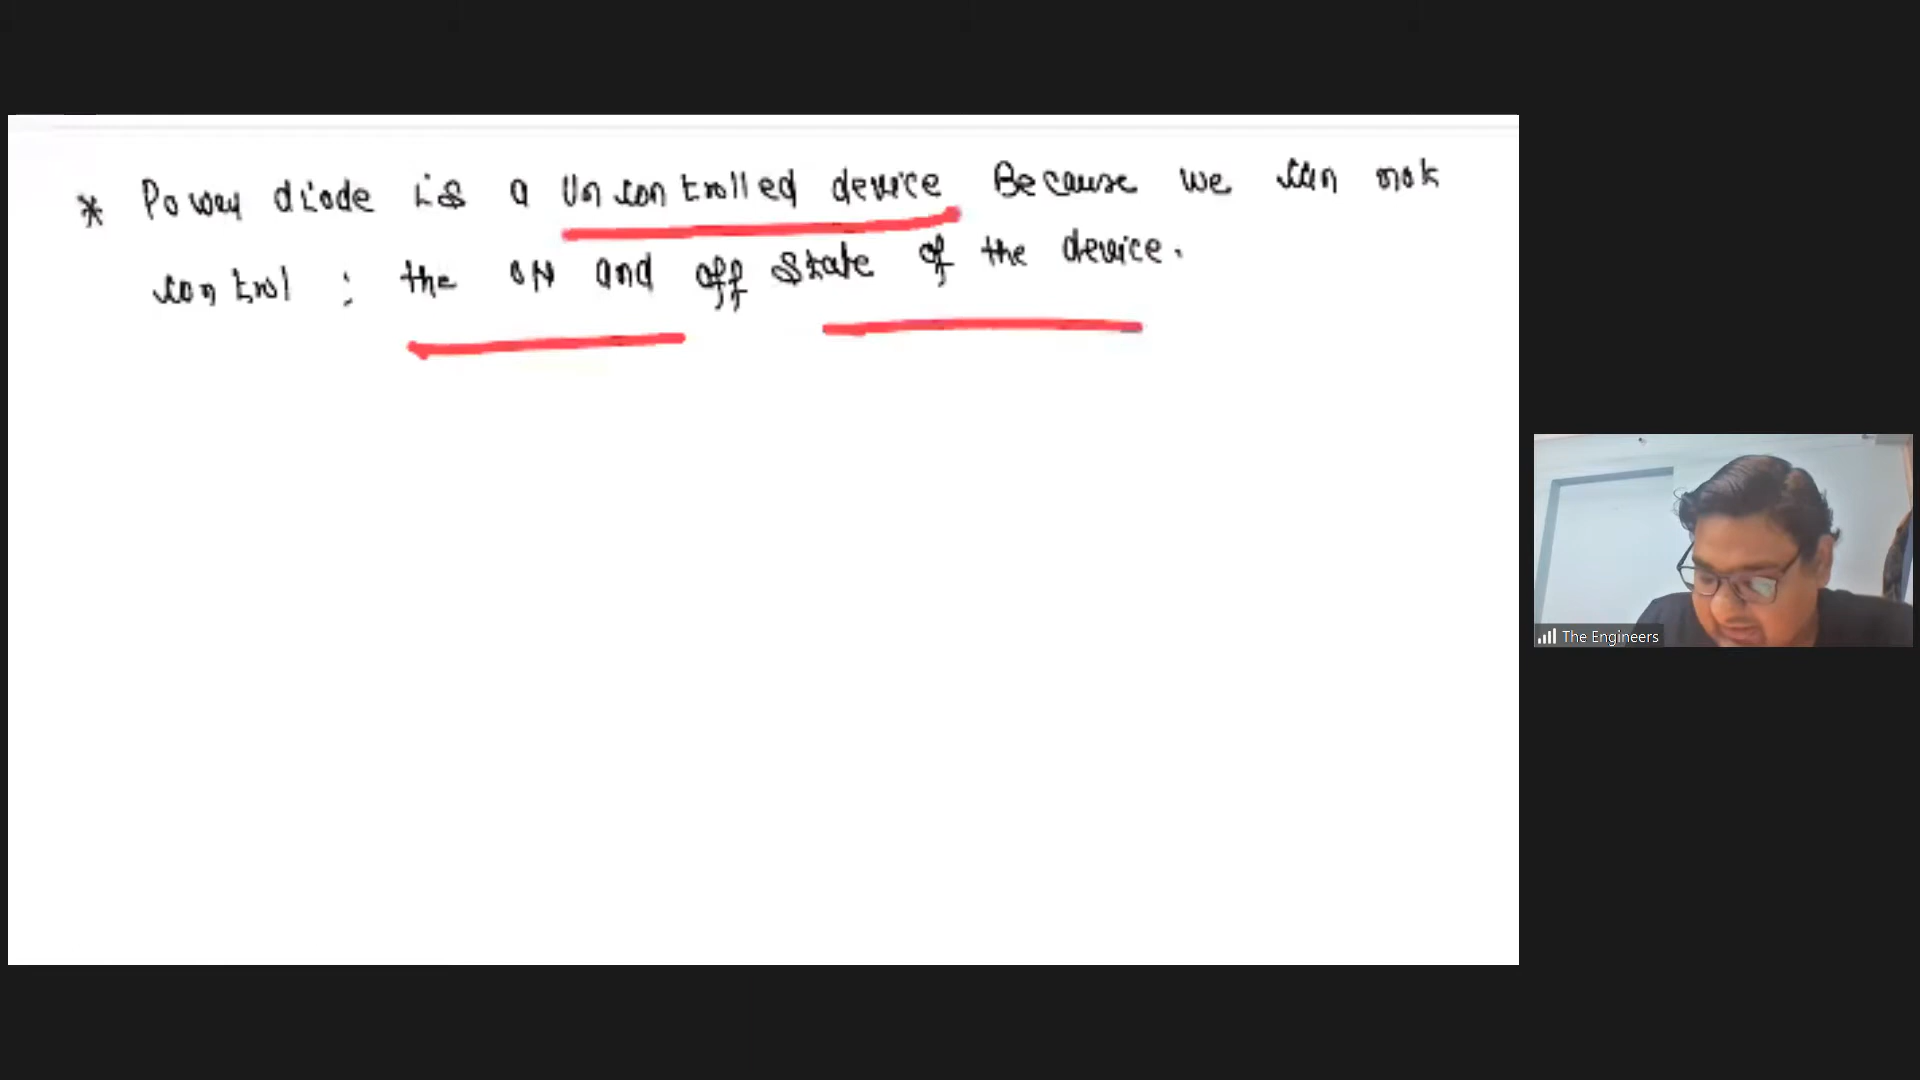 * Power diode is a Uncontrolled device Because we can not
control : the ON and off State of the device.
The Engineers